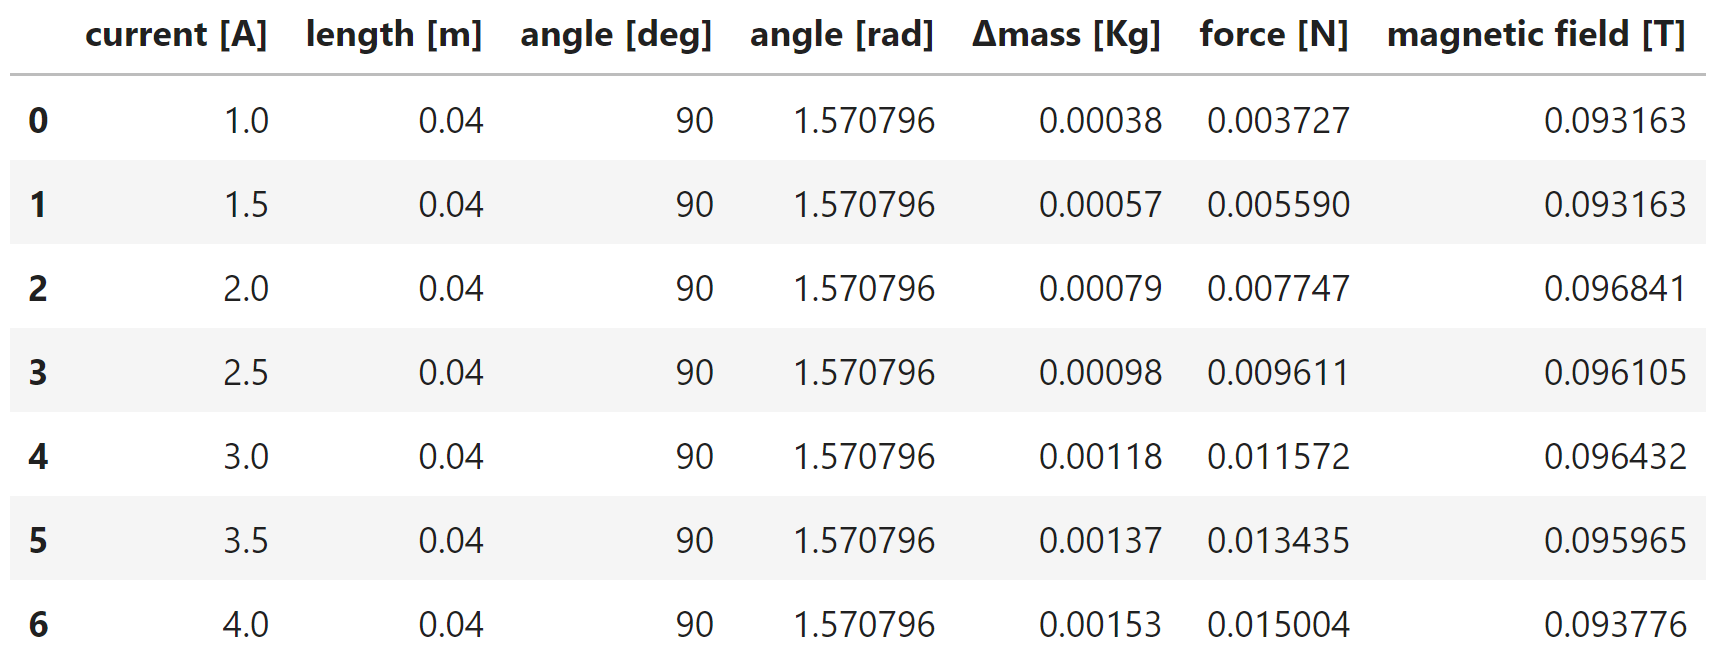 current [A] length [m] angle [deg] angle [rad] Δmass [Kg] force [N] magnetic field [T]
0 1.0 0.04 90 1.570796 0.00038 0.003727 0.093163
1 1.5 0.04 90 1.570796 0.00057 0.005590 0.093163
2 2.0 0.04 90 1.570796 0.00079 0.007747 0.096841
3 2.5 0.04 90 1.570796 0.00098 0.009611 0.096105
4 3.0 0.04 90 1.570796 0.00118 0.011572 0.096432
5 3.5 0.04 90 1.570796 0.00137 0.013435 0.095965
6 4.0 0.04 90 1.570796 0.00153 0.015004 0.093776